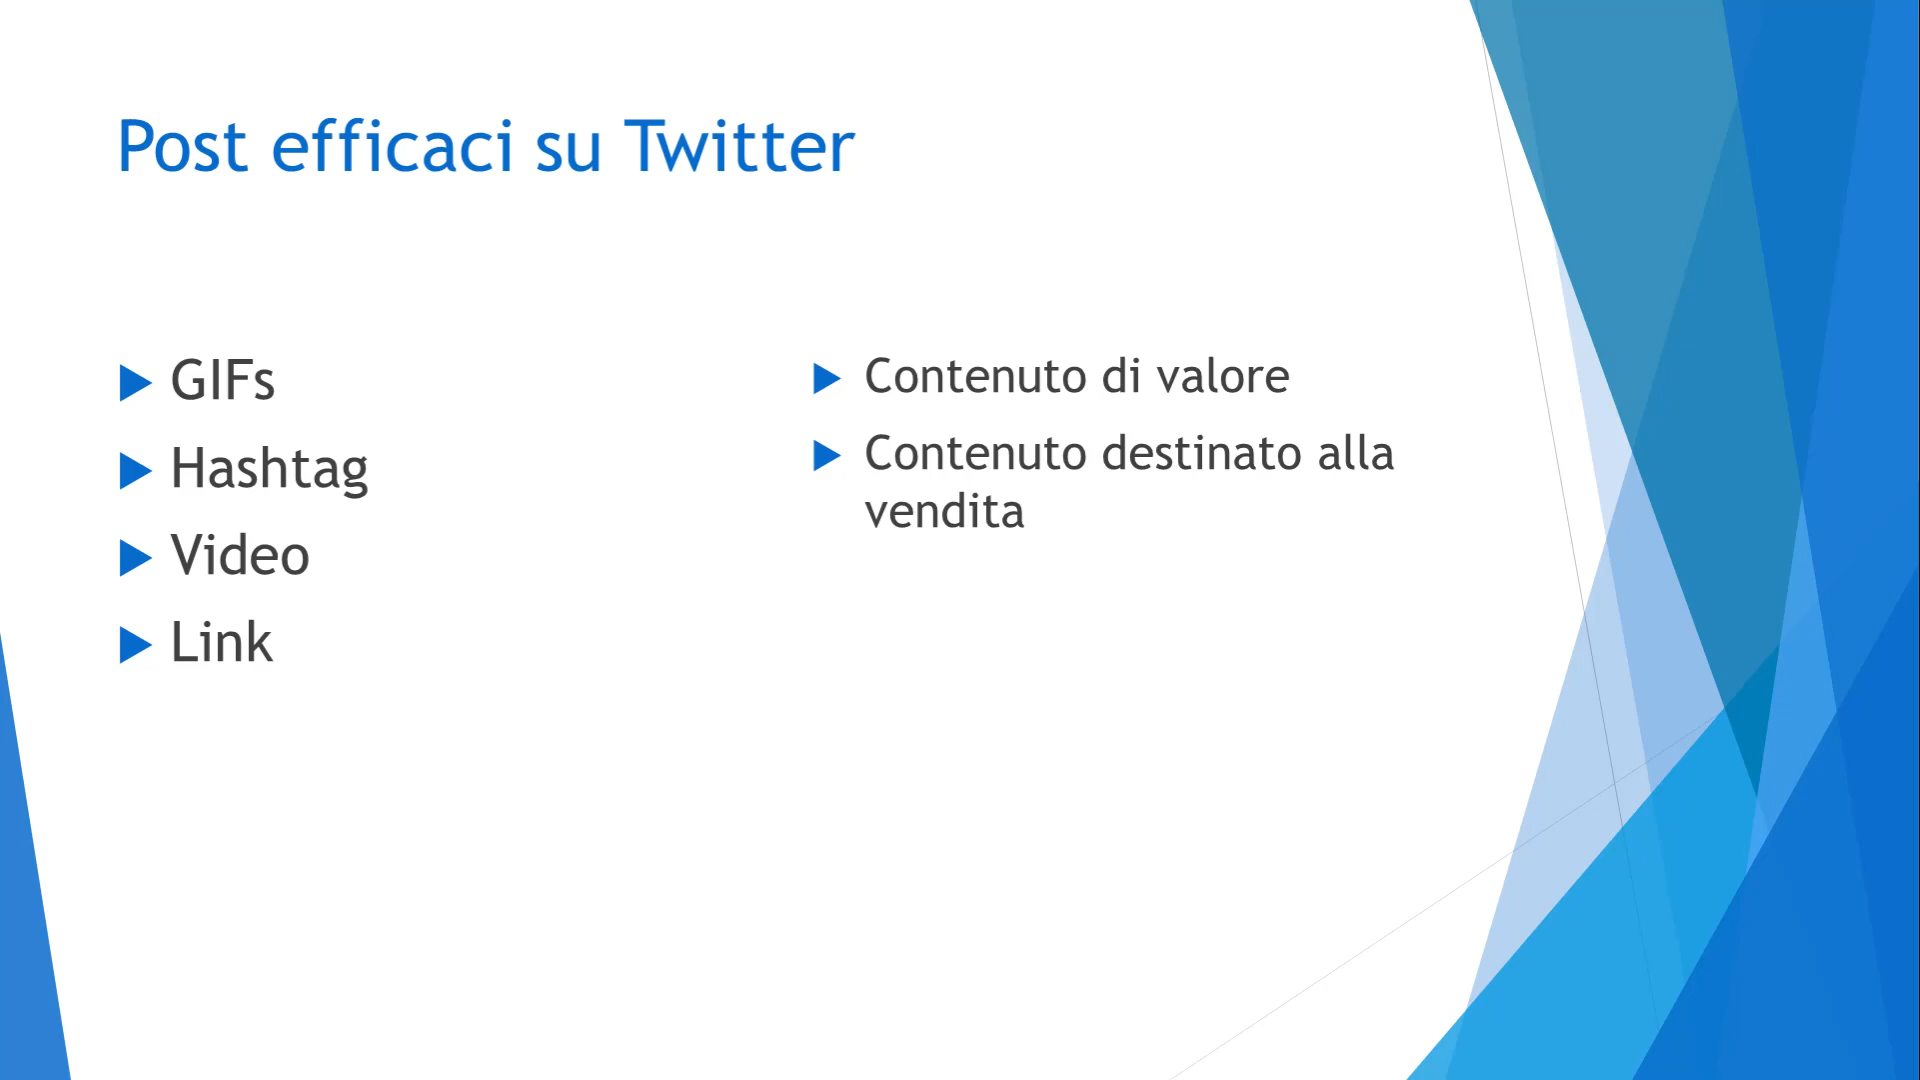 Post efficaci su Twitter
GIFs
Hashtag
Video
Link
Contenuto di valore
Contenuto destinato alla
vendita